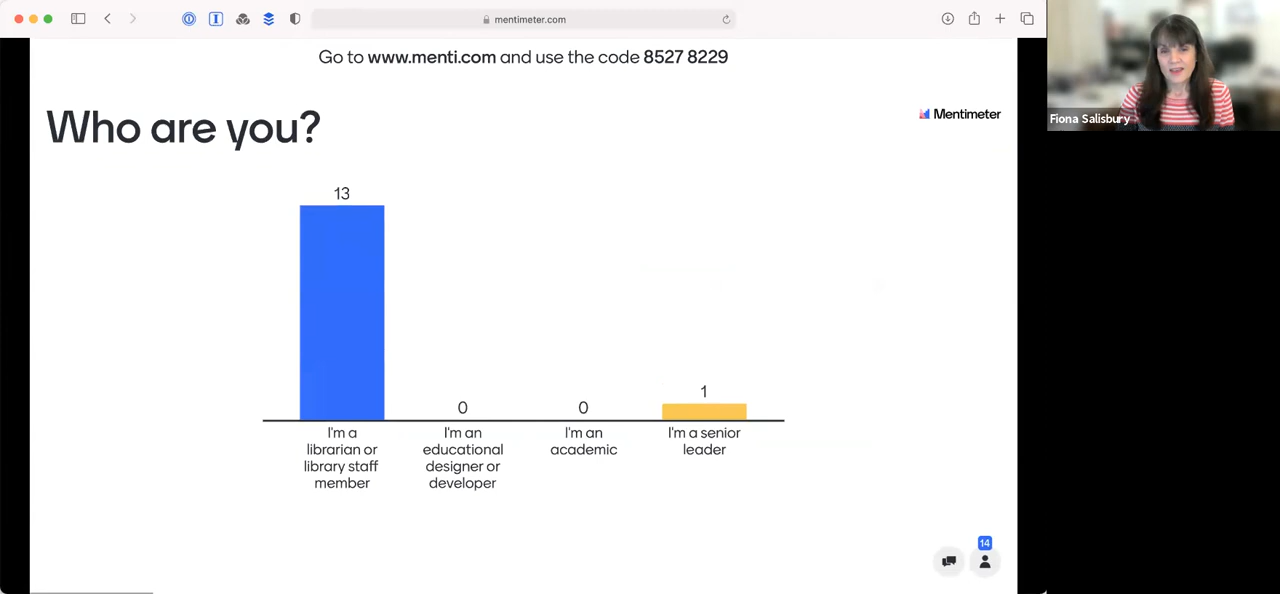 mentimeter.com
Go to www.menti.com and use the code 8527 8229
Who are you?
Mentimeter
Fiona Salisbury
13
0
0
1
I'm a
librarian or
library staff
member
I'm an
educational
designer or
developer
I'm an
academic
I'm a senior
leader
14